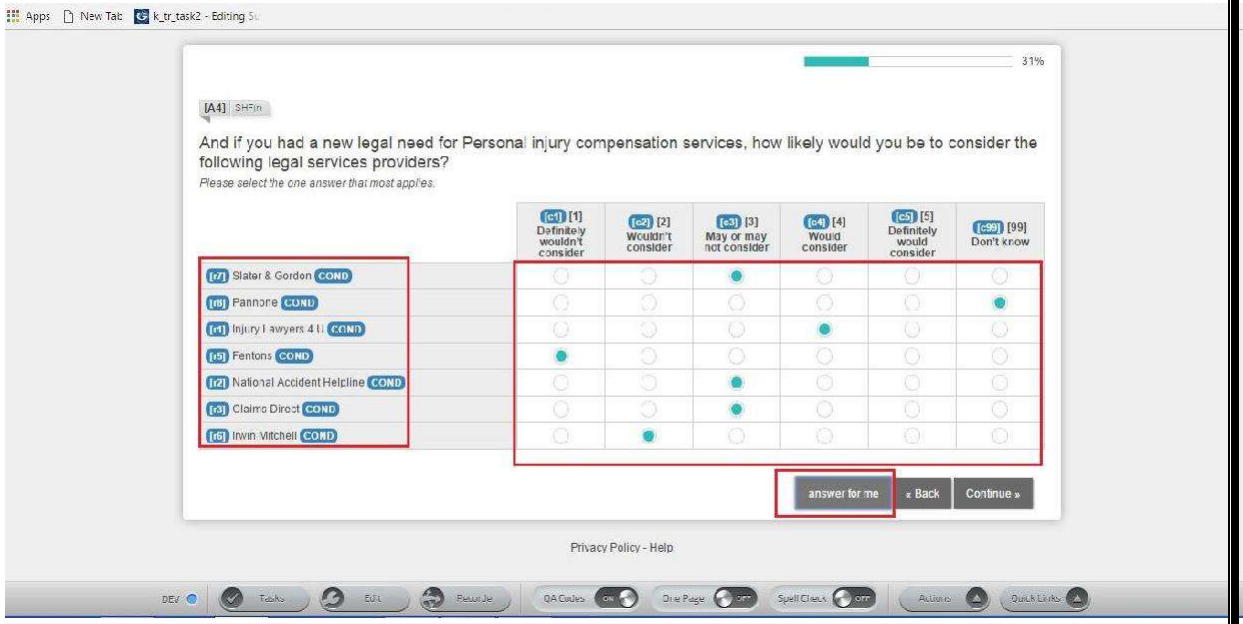 Apps New Tab k_tr_task2 - Editing Su
31%
[A4] SHFin
And if you had a new legal need for Personal injury compensation services, how likely would you be to consider the
following legal services providers?
Please select the one answer that most applies.
[c1] [1] Definitely wouldn't consider
[c2] [2] Wouldn't consider
[c3] [3] May or may not consider
[c4] [4] Would consider
[c5] [5] Definitely would consider
[c99] [99] Don't know
[r7] Slater & Gordon COND
Pannone COND
[r1] Injury Lawyers 4 U COND
[r5] Fentons COND
[r2] National Accident Helpline COND
[r3] Claims Direct COND
[r6] Irwin Mitchell COND
answer for me « Back Continue »
Privacy Policy - Help
DEV Tasks Edit QA Codes ON One Page OFF Spell Check OFF Actions Quick Links